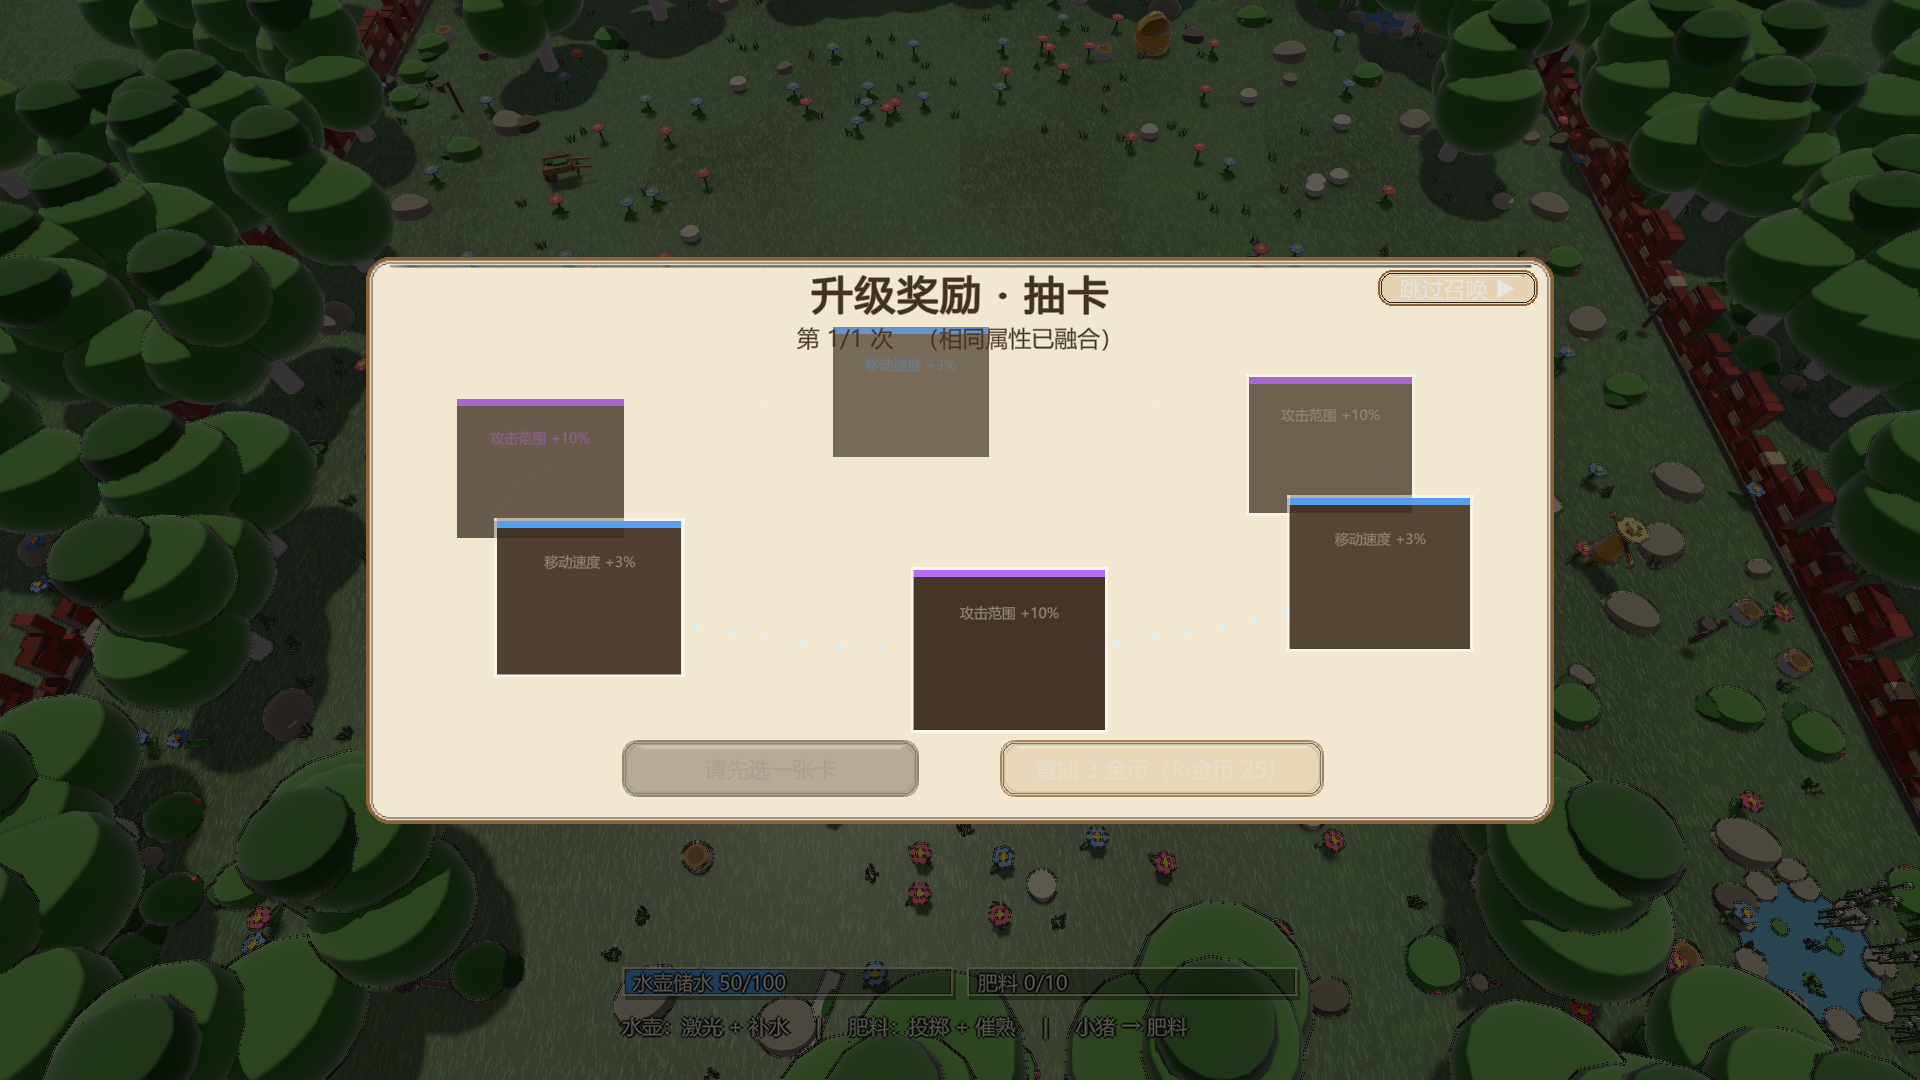 升级奖励 · 抽卡
跳过召唤 ▶
第 1/1 次 （相同属性已融合）
移动速度 +3%
攻击范围 +10%
攻击范围 +10%
移动速度 +3%
移动速度 +3%
攻击范围 +10%
请先选一张卡
重抽 3 金币（R·金币 25）
水壶储水 50/100
肥料 0/10
水壶：激光 + 补水 | 肥料：投掷 + 催熟 | 小猪 → 肥料